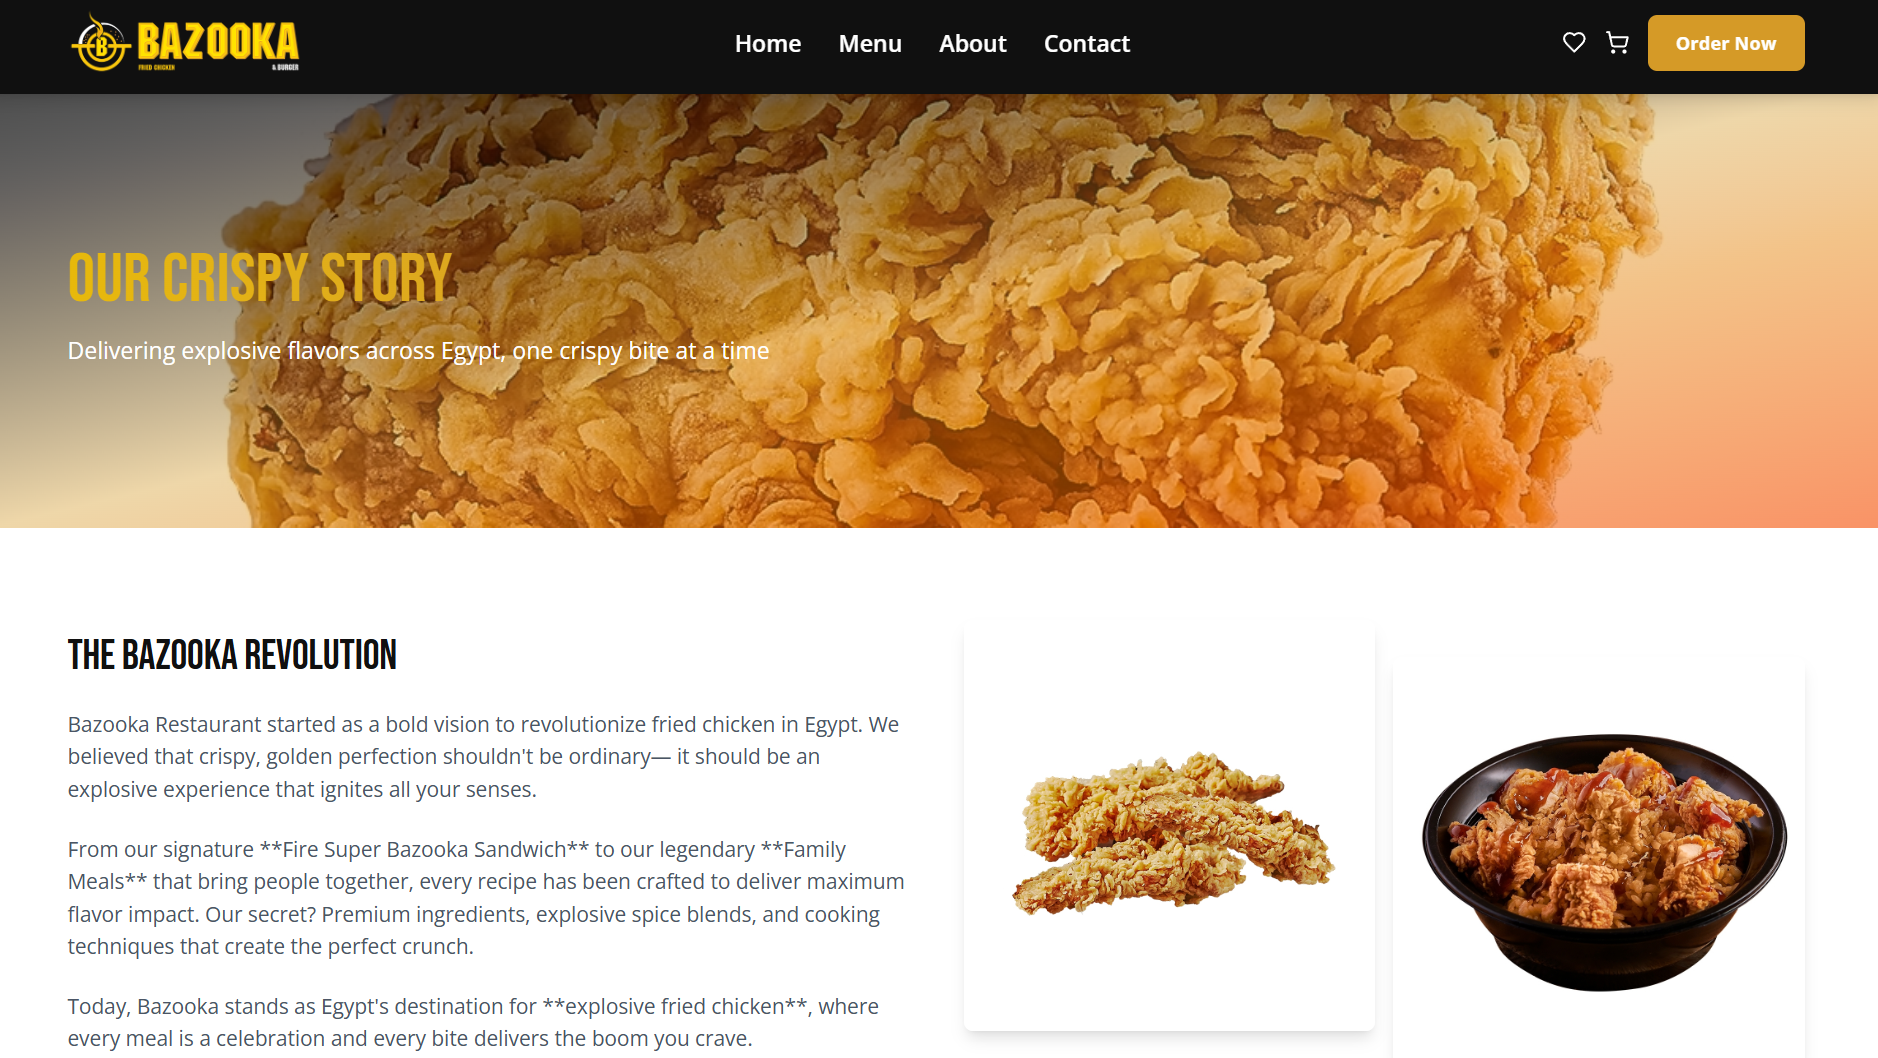 B BAZOOKA
FRIED CHICKEN & BURGER
Home Menu About Contact
Order Now
OUR CRISPY STORY
Delivering explosive flavors across Egypt, one crispy bite at a time
THE BAZOOKA REVOLUTION
Bazooka Restaurant started as a bold vision to revolutionize fried chicken in Egypt. We
believed that crispy, golden perfection shouldn't be ordinary— it should be an
explosive experience that ignites all your senses.
From our signature **Fire Super Bazooka Sandwich** to our legendary **Family
Meals** that bring people together, every recipe has been crafted to deliver maximum
flavor impact. Our secret? Premium ingredients, explosive spice blends, and cooking
techniques that create the perfect crunch.
Today, Bazooka stands as Egypt's destination for **explosive fried chicken**, where
every meal is a celebration and every bite delivers the boom you crave.